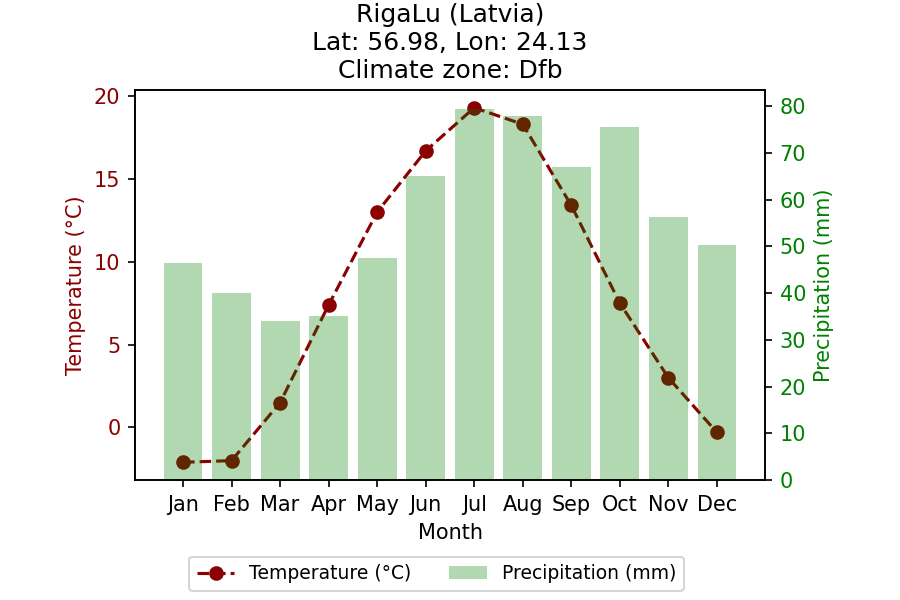 RigaLu (Latvia)
Lat: 56.98, Lon: 24.13
Climate zone: Dfb
20
15
10
5
0
Temperature (°C)
80
70
60
50
40
30
20
10
0
Precipitation (mm)
Jan Feb Mar Apr May Jun Jul Aug Sep Oct Nov Dec
Month
Temperature (°C) Precipitation (mm)